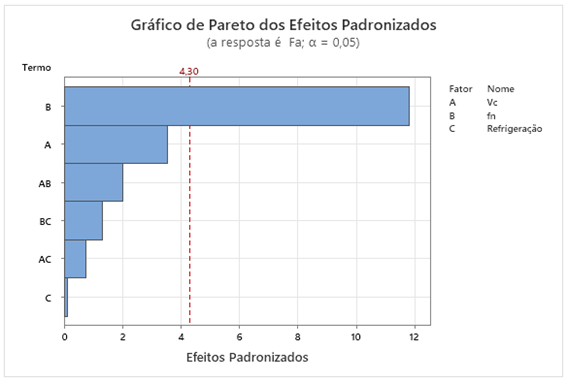 Gráfico de Pareto dos Efeitos Padronizados
(a resposta é Fa; α = 0,05)
Termo
4,30
B
A
AB
BC
AC
C
0 2 4 6 8 10 12
Efeitos Padronizados
Fator Nome
A Vc
B fn
C Refrigeração